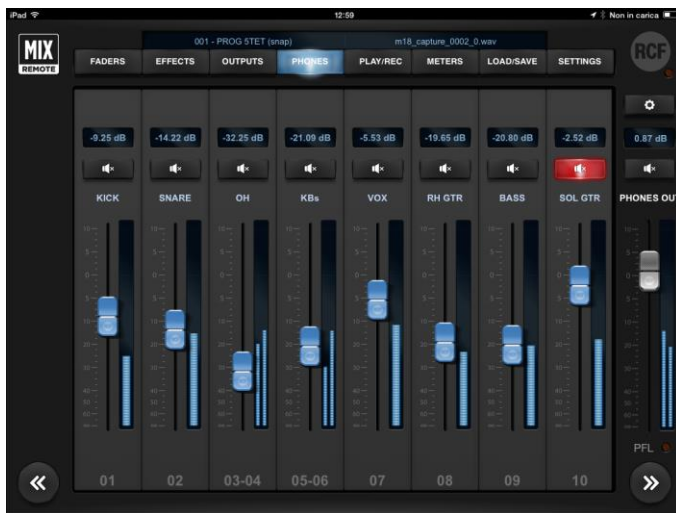 iPad 12:59 Non in carica
MIX
REMOTE
001 - PROG 5TET (snap) m18_capture_0002_0.wav
RCF
FADERS EFFECTS OUTPUTS PHONES PLAY/REC METERS LOAD/SAVE SETTINGS
-9.25 dB -14.22 dB -32.25 dB -21.09 dB -5.53 dB -19.65 dB -20.80 dB -2.52 dB 0.87 dB
KICK SNARE OH KBs VOX RH GTR BASS SOL GTR PHONES OU
PFL
01 02 03-04 05-06 07 08 09 10